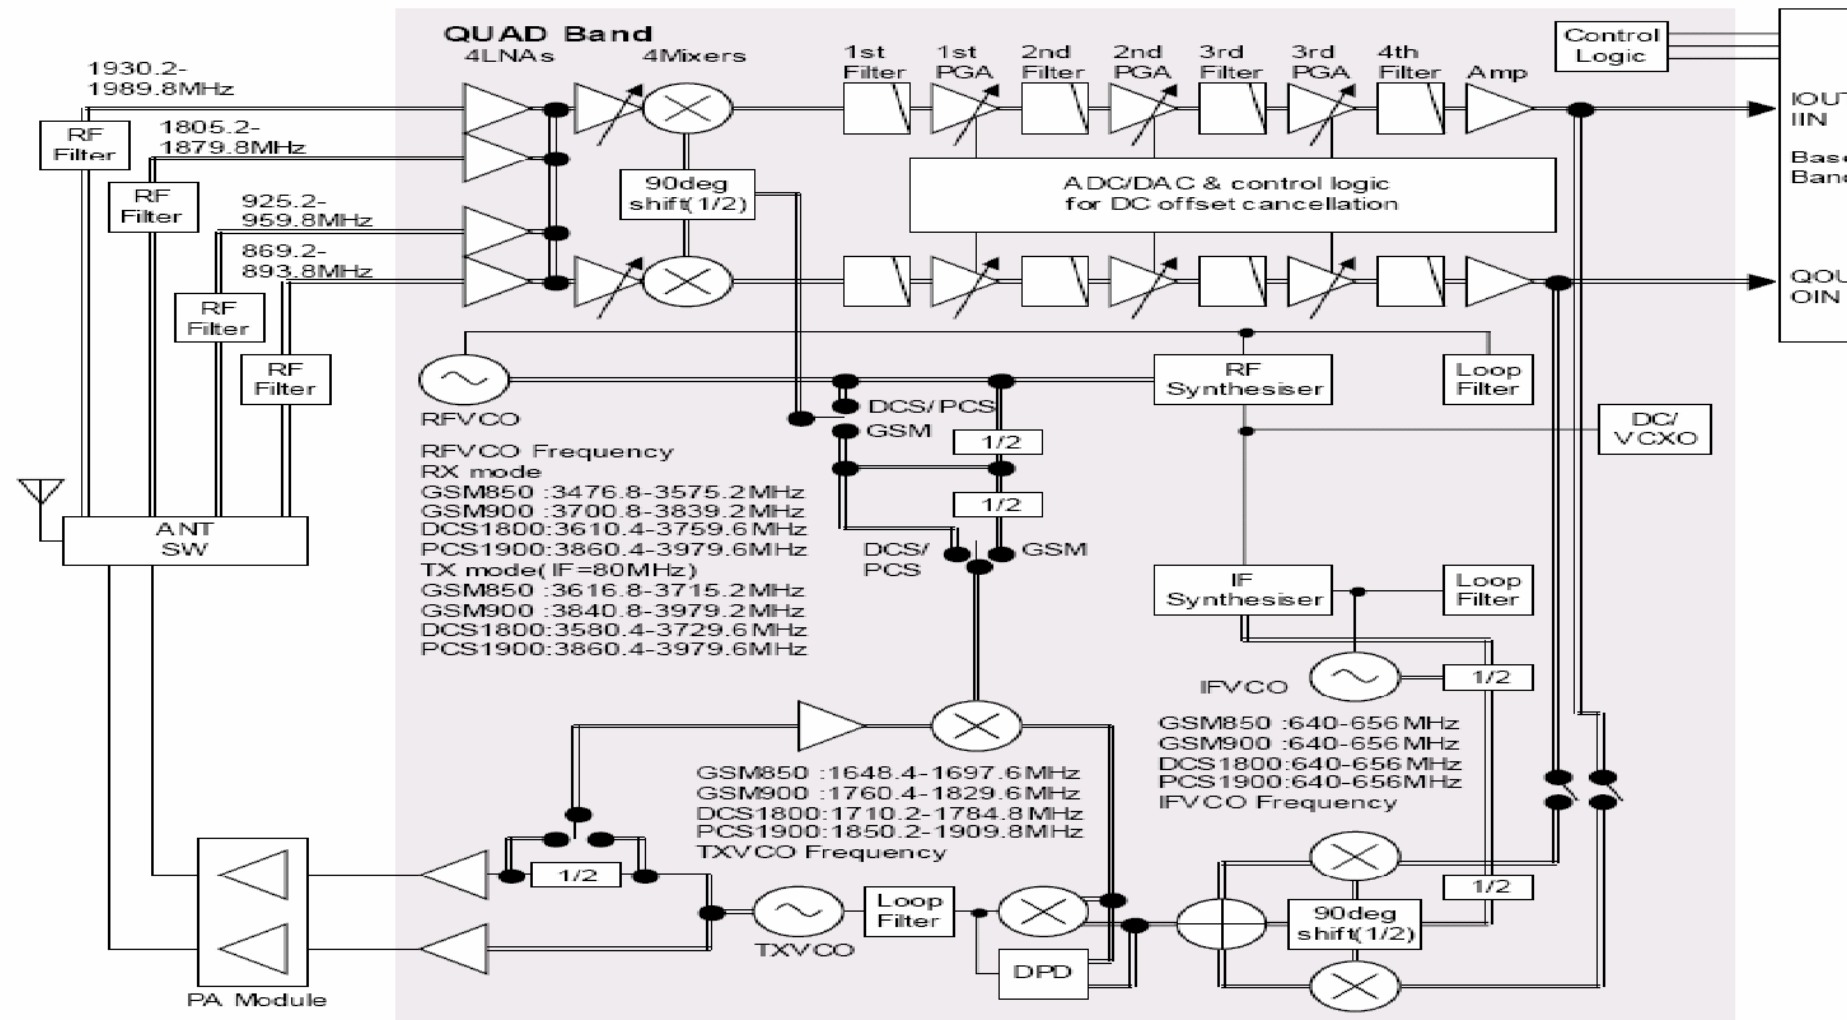 QUAD Band
4LNAs
4Mixers
1st
Filter
1st
PGA
2nd
Filter
2nd
PGA
3rd
Filter
3rd
PGA
4th
Filter
Amp
Control
Logic
1930.2-
1989.8MHz
RF
Filter
1805.2-
1879.8MHz
RF
Filter
925.2-
959.8MHz
RF
Filter
869.2-
893.8MHz
RF
Filter
90deg
shift(1/2)
ADC/DAC & control logic
for DC offset cancellation
IOUT
IIN
Base
Band
QOU
OIN
RFVCO
DCS/PCS
GSM
1/2
1/2
RF
Synthesiser
Loop
Filter
DC/
VCXO
RFVCO Frequency
RX mode
GSM850 :3476.8-3575.2MHz
GSM900 :3700.8-3839.2MHz
DCS1800:3610.4-3759.6MHz
PCS1900:3860.4-3979.6MHz
TX mode(IF=80MHz)
GSM850 :3616.8-3715.2MHz
GSM900 :3840.8-3979.2MHz
DCS1800:3580.4-3729.6MHz
PCS1900:3860.4-3979.6MHz
ANT
SW
DCS/
PCS
GSM
IF
Synthesiser
Loop
Filter
IFVCO
1/2
GSM850 :640-656MHz
GSM900 :640-656MHz
DCS1800:640-656MHz
PCS1900:640-656MHz
IFVCO Frequency
GSM850 :1648.4-1697.6MHz
GSM900 :1760.4-1829.6MHz
DCS1800:1710.2-1784.8MHz
PCS1900:1850.2-1909.8MHz
TXVCO Frequency
1/2
TXVCO
Loop
Filter
DPD
90deg
shift(1/2)
1/2
PA Module